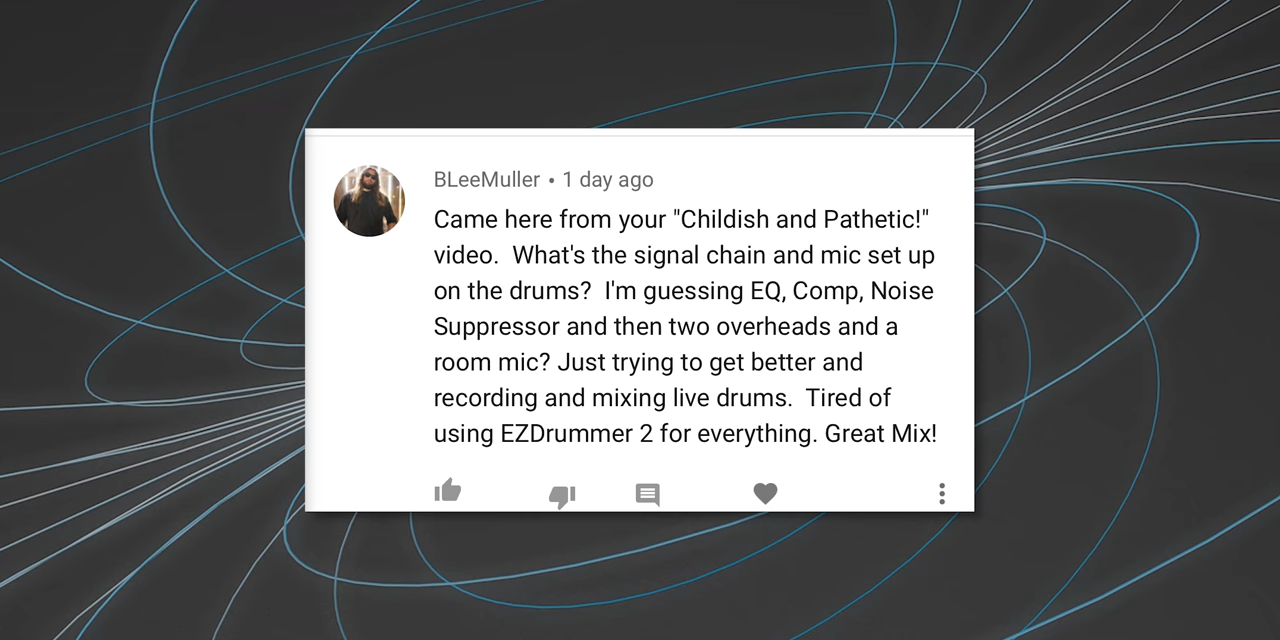 BLeeMuller • 1 day ago
Came here from your "Childish and Pathetic!"
video.  What's the signal chain and mic set up
on the drums?  I'm guessing EQ, Comp, Noise
Suppressor and then two overheads and a
room mic? Just trying to get better and
recording and mixing live drums.  Tired of
using EZDrummer 2 for everything. Great Mix!